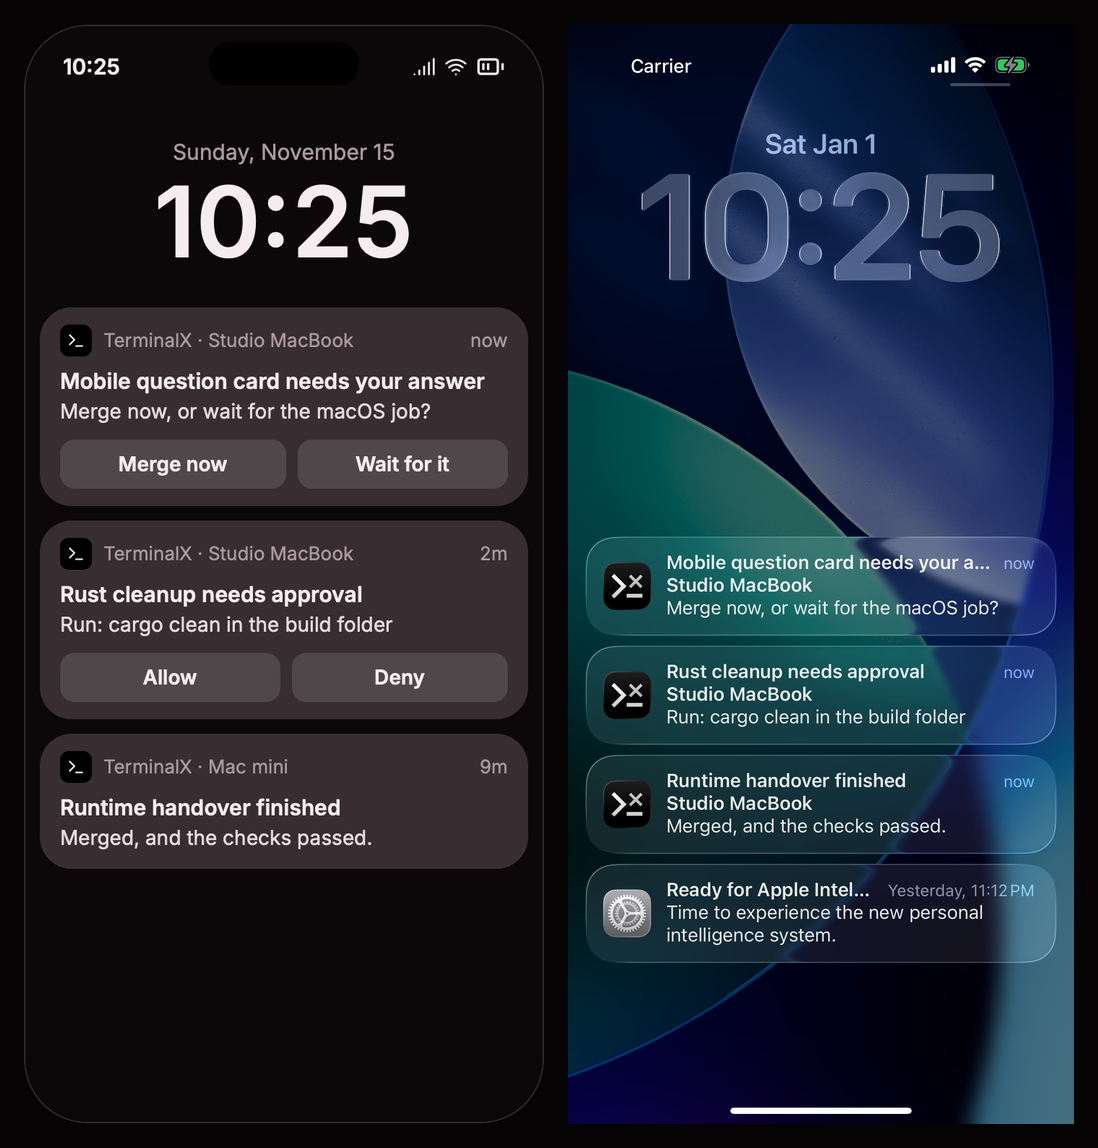 10:25
Sunday, November 15
10:25
TerminalX · Studio MacBook now
Mobile question card needs your answer
Merge now, or wait for the macOS job?
Merge now Wait for it
TerminalX · Studio MacBook 2m
Rust cleanup needs approval
Run: cargo clean in the build folder
Allow Deny
TerminalX · Mac mini 9m
Runtime handover finished
Merged, and the checks passed.
Carrier
Sat Jan 1
10:25
Mobile question card needs your a... now
Studio MacBook
Merge now, or wait for the macOS job?
Rust cleanup needs approval now
Studio MacBook
Run: cargo clean in the build folder
Runtime handover finished now
Studio MacBook
Merged, and the checks passed.
Ready for Apple Intel... Yesterday, 11:12 PM
Time to experience the new personal
intelligence system.